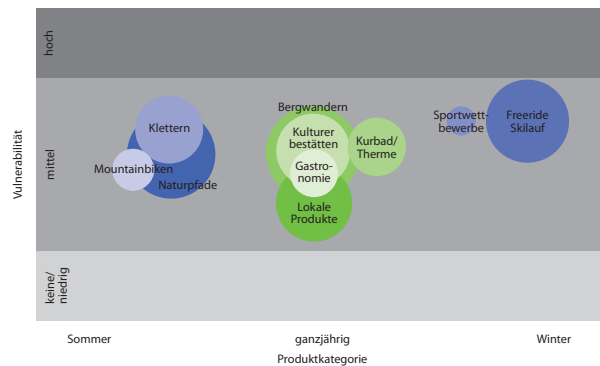 Vulnerabilität
hoch
mittel
keine/
niedrig
Klettern
Mountainbiken
Naturpfade
Bergwandern
Kulturer
bestätten
Gastro-
nomie
Lokale
Produkte
Kurbad/
Therme
Sportwett-
bewerbe
Freeride
Skilauf
Sommer
ganzjährig
Winter
Produktkategorie